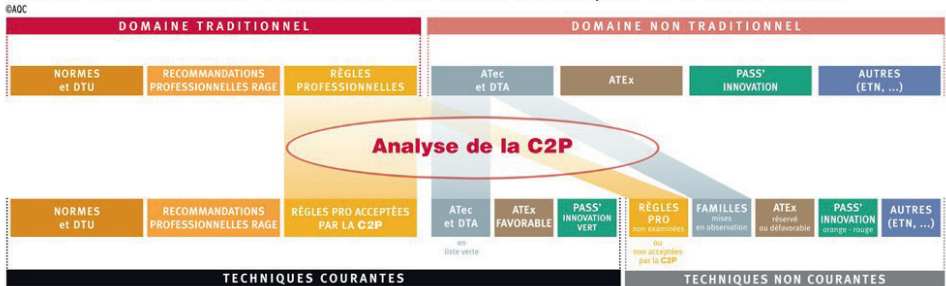 ©AQC
DOMAINE TRADITIONNEL
DOMAINE NON TRADITIONNEL
NORMES
et DTU
RECOMMANDATIONS
PROFESSIONNELLES RAGE
RÈGLES
PROFESSIONNELLES
ATec
et DTA
ATEx
PASS'
INNOVATION
AUTRES
(ETN, ...)
Analyse de la C2P
NORMES
et DTU
RECOMMANDATIONS
PROFESSIONNELLES RAGE
RÈGLES PRO ACCEPTÉES
PAR LA C2P
ATec
et DTA
en
liste verte
ATEx
FAVORABLE
PASS'
INNOVATION
VERT
RÈGLES
PRO
non examinées
ou
non acceptées
par la C2P
FAMILLES
mises
en observation
ATEx
réservé
ou défavorable
PASS'
INNOVATION
orange - rouge
AUTRES
(ETN, ...)
TECHNIQUES COURANTES
TECHNIQUES NON COURANTES